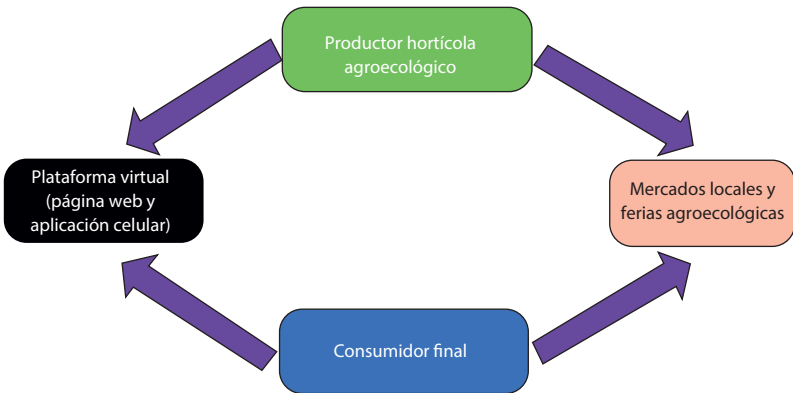 Productor hortícola
agroecológico
Plataforma virtual
(página web y
aplicación celular)
Mercados locales y
ferias agroecológicas
Consumidor final